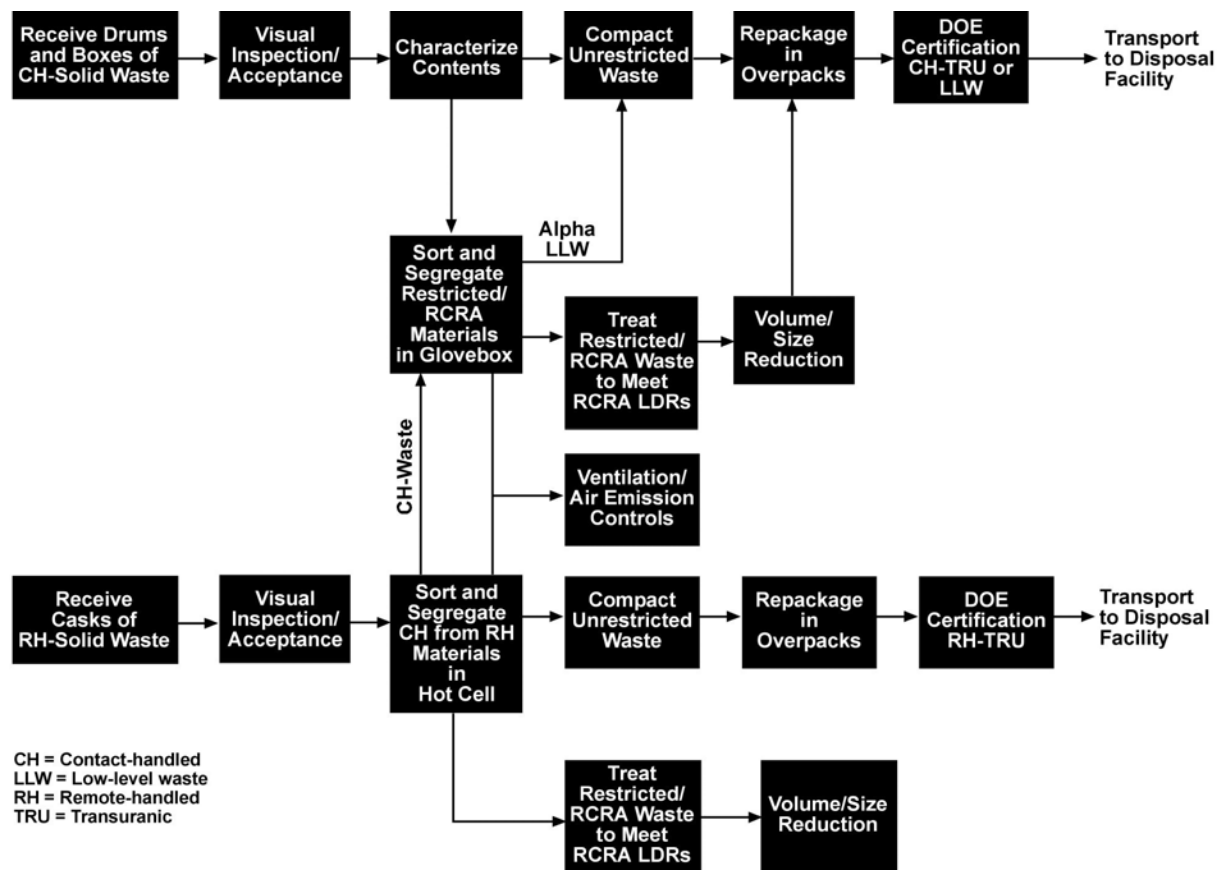 Receive Drums
and Boxes of
CH-Solid Waste
Visual
Inspection/
Acceptance
Characterize
Contents
Compact
Unrestricted
Waste
Repackage
in
Overpacks
DOE
Certification
CH-TRU or
LLW
Transport
to Disposal
Facility
Sort and
Segregate
Restricted/
RCRA
Materials
in Glovebox
Alpha
LLW
Treat
Restricted/
RCRA Waste
to Meet
RCRA LDRs
Volume/
Size
Reduction
CH-Waste
Ventilation/
Air Emission
Controls
Receive
Casks of
RH-Solid Waste
Visual
Inspection/
Acceptance
Sort and
Segregate
CH from RH
Materials
in
Hot Cell
Compact
Unrestricted
Waste
Repackage
in
Overpacks
DOE
Certification
RH-TRU
Transport
to Disposal
Facility
Treat
Restricted/
RCRA Waste
to Meet
RCRA LDRs
Volume/Size
Reduction
CH = Contact-handled
LLW = Low-level waste
RH = Remote-handled
TRU = Transuranic